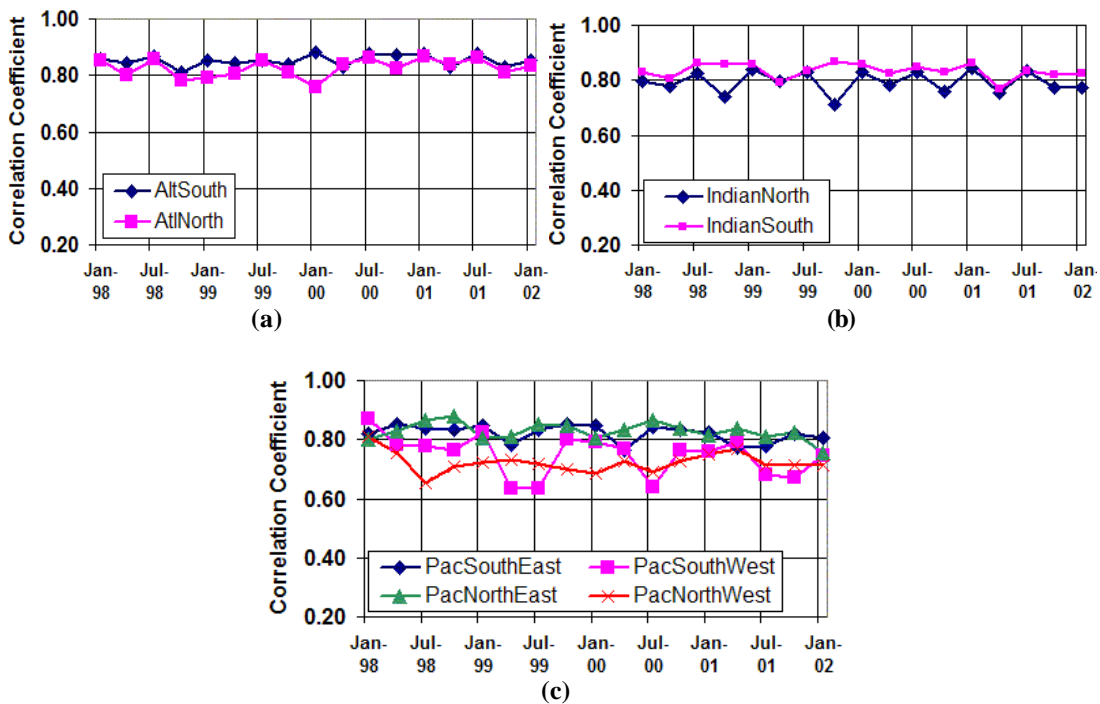 Correlation Coefficient
1.00
0.80
0.60
0.40
0.20
AltSouth
AtlNorth
Jan- Jul- Jan- Jul- Jan- Jul- Jan- Jul- Jan-
98 98 99 99 00 00 01 01 02
(a)
Correlation Coefficient
1.00
0.80
0.60
0.40
0.20
IndianNorth
IndianSouth
Jan- Jul- Jan- Jul- Jan- Jul- Jan- Jul- Jan-
98 98 99 99 00 00 01 01 02
(b)
Correlation Coefficient
1.00
0.80
0.60
0.40
0.20
PacSouthEast PacSouthWest
PacNorthEast PacNorthWest
Jan- Jul- Jan- Jul- Jan- Jul- Jan- Jul- Jan-
98 98 99 99 00 00 01 01 02
(c)